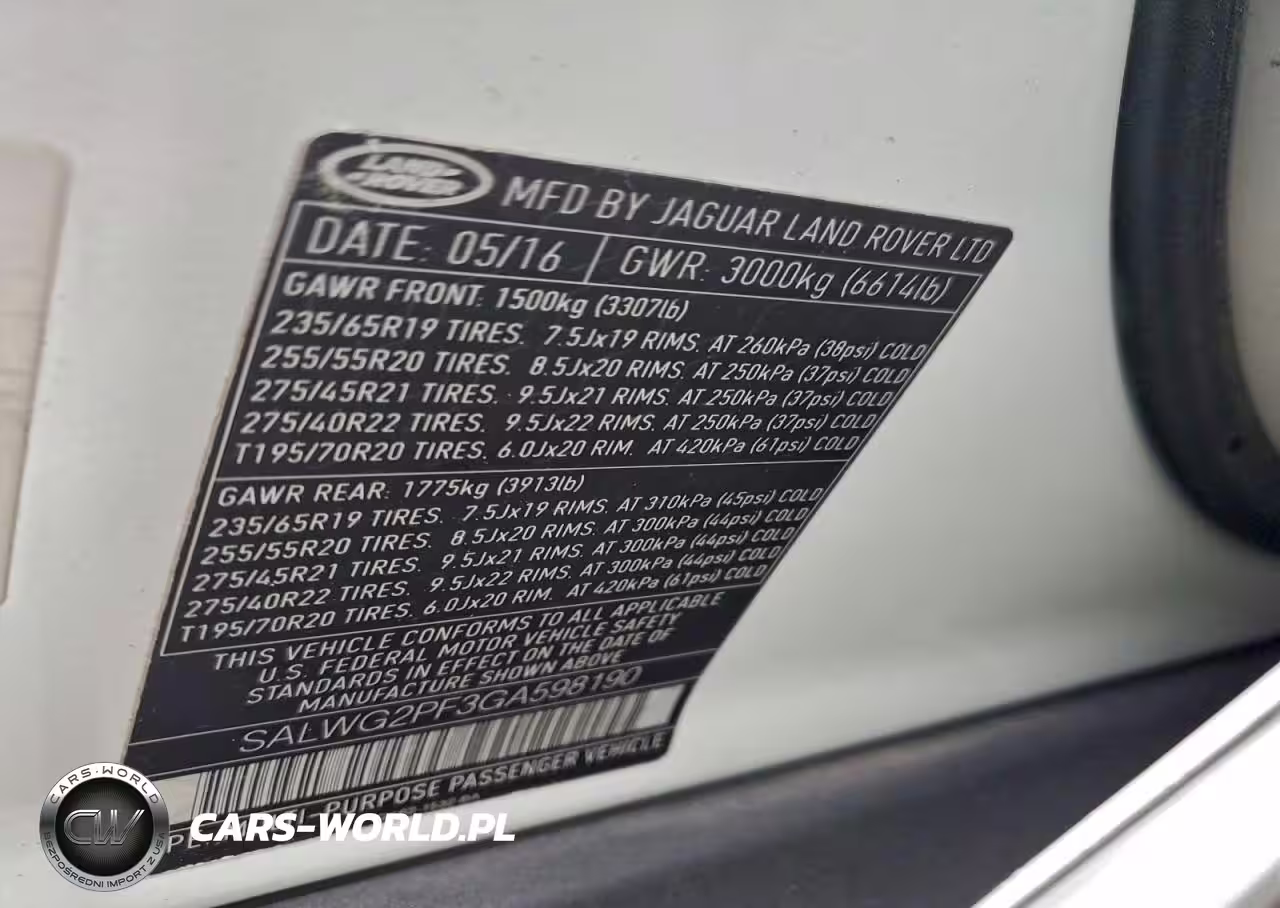 LAND ROVER
MFD BY JAGUAR LAND ROVER LTD
DATE: 05/16 GWR: 3000kg (6614lb)
GAWR FRONT: 1500kg (3307lb)
235/65R19 TIRES. 7.5Jx19 RIMS. AT 260kPa (38psi) COLD
255/55R20 TIRES. 8.5Jx20 RIMS. AT 250kPa (37psi) COLD
275/45R21 TIRES. 9.5Jx21 RIMS. AT 250kPa (37psi) COLD
275/40R22 TIRES. 9.5Jx22 RIMS. AT 250kPa (37psi) COLD
T195/70R20 TIRES. 6.0Jx20 RIM. AT 420kPa (61psi) COLD
GAWR REAR: 1775kg (3913lb)
235/65R19 TIRES. 7.5Jx19 RIMS. AT 310kPa (45psi) COLD
255/55R20 TIRES. 8.5Jx20 RIMS. AT 300kPa (44psi) COLD
275/45R21 TIRES. 9.5Jx21 RIMS. AT 300kPa (44psi) COLD
275/40R22 TIRES. 9.5Jx22 RIMS. AT 300kPa (44psi) COLD
T195/70R20 TIRES. 6.0Jx20 RIM. AT 420kPa (61psi) COLD
THIS VEHICLE CONFORMS TO ALL APPLICABLE
U.S. FEDERAL MOTOR VEHICLE SAFETY
STANDARDS IN EFFECT ON THE DATE OF
MANUFACTURE SHOWN ABOVE
SALWG2PF3GA598190
PURPOSE PASSENGER VEHICLE
CARS-WORLD
CW
BEZPOŚREDNI IMPORT Z USA
CARS-WORLD.PL